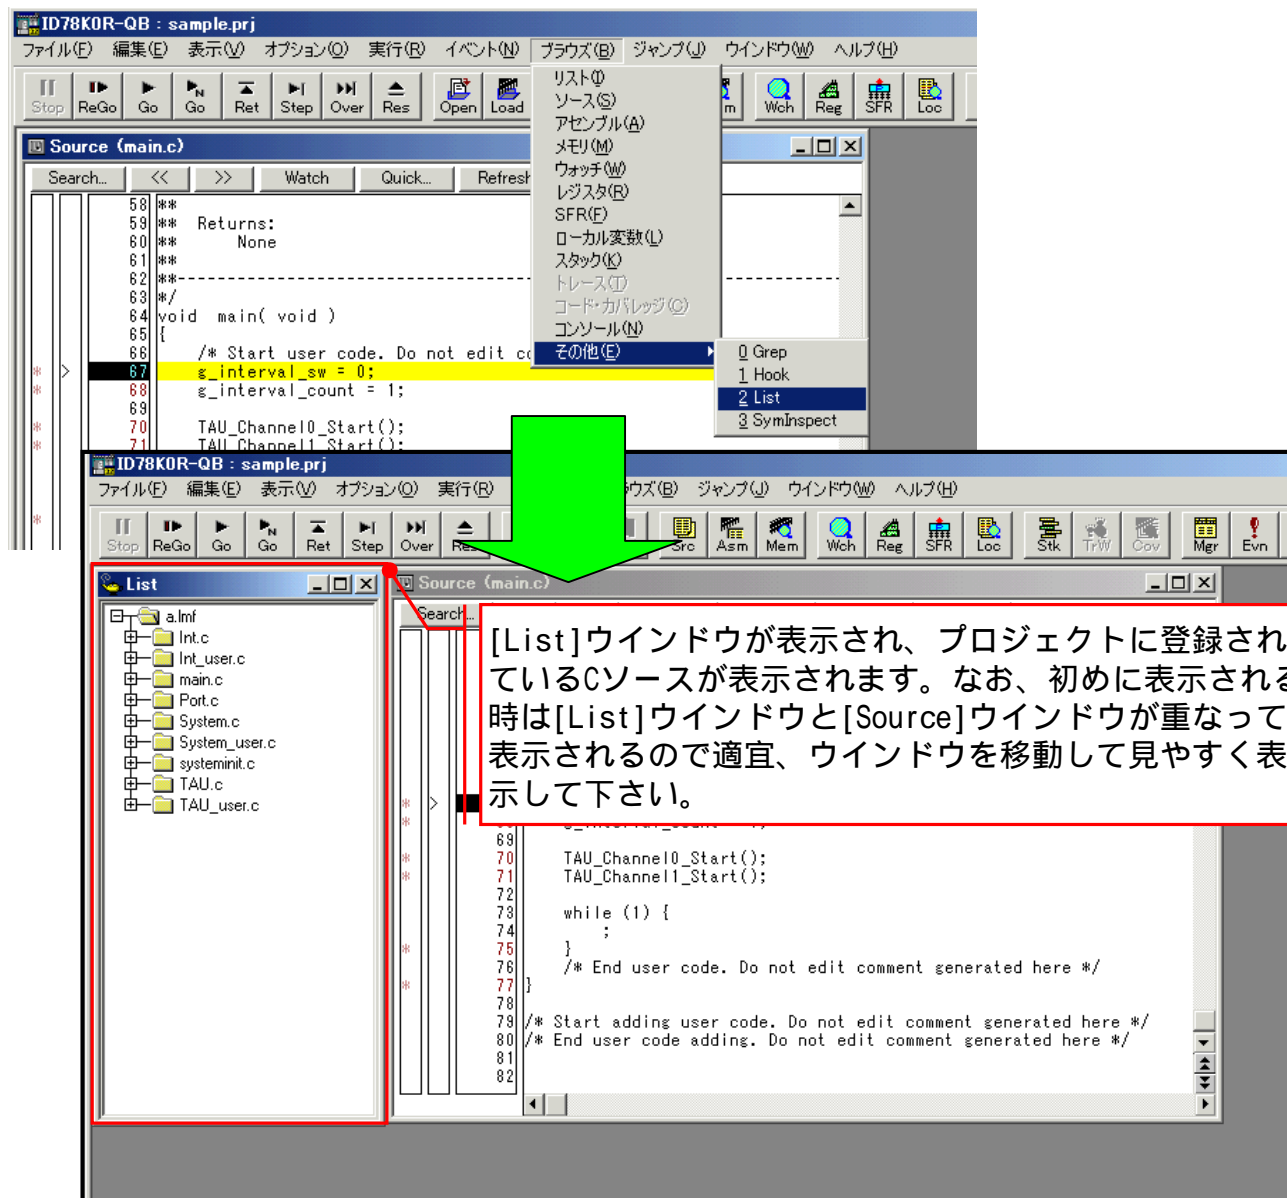 ID78K0R-QB : sample.prj
ファイル(F) 編集(E) 表示(V) オプション(O) 実行(R) イベント(N) ブラウズ(B) ジャンプ(J) ウインドウ(W) ヘルプ(H)
Stop ReGo Go Go Ret Step Over Res Open Load m Wch Reg SFR Loc
リスト(I)
ソース(S)
アセンブル(A)
メモリ(M)
ウォッチ(W)
レジスタ(R)
SFR(F)
ローカル変数(L)
スタック(K)
トレース(T)
コード・カバレッジ(C)
コンソール(N)
その他(E)
0 Grep
1 Hook
2 List
3 SymInspect
Source (main.c)
Search... << >> Watch Quick... Refresh
58 **
59 ** Returns:
60 ** None
61 **
62 **-----------------------------------------------------------
63 */
64 void main( void )
65 {
66 /* Start user code. Do not edit co
67 g_interval_sw = 0;
68 g_interval_count = 1;
69
70 TAU_Channel0_Start();
71 TAU_Channel1_Start();
ID78K0R-QB : sample.prj
ファイル(F) 編集(E) 表示(V) オプション(O) 実行(R) ラウズ(B) ジャンプ(J) ウインドウ(W) ヘルプ(H)
Stop ReGo Go Go Ret Step Over Res Src Asm Mem Wch Reg SFR Loc Stk TrW Cov Mgr Evn
List
a.lmf
Int.c
Int_user.c
main.c
Port.c
System.c
System_user.c
systeminit.c
TAU.c
TAU_user.c
Source (main.c)
Search...
[List]ウインドウが表示され、プロジェクトに登録され
ているCソースが表示されます。なお、初めに表示される
時は[List]ウインドウと[Source]ウインドウが重なって
表示されるので適宜、ウインドウを移動して見やすく表
示して下さい。
69
70 TAU_Channel0_Start();
71 TAU_Channel1_Start();
72
73 while (1) {
74 ;
75 }
76 /* End user code. Do not edit comment generated here */
77 }
78
79 /* Start adding user code. Do not edit comment generated here */
80 /* End user code adding. Do not edit comment generated here */
81
82